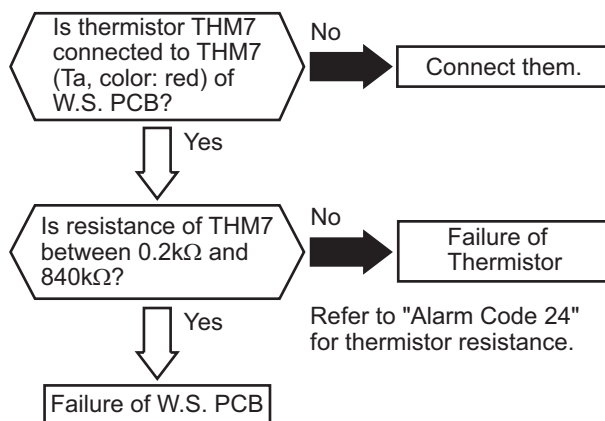 Is thermistor THM7
connected to THM7
(Ta, color: red) of
W.S. PCB?
No
Connect them.
Yes
Is resistance of THM7
between 0.2kΩ and
840kΩ?
No
Failure of
Thermistor
Yes
Refer to "Alarm Code 24"
for thermistor resistance.
Failure of W.S. PCB